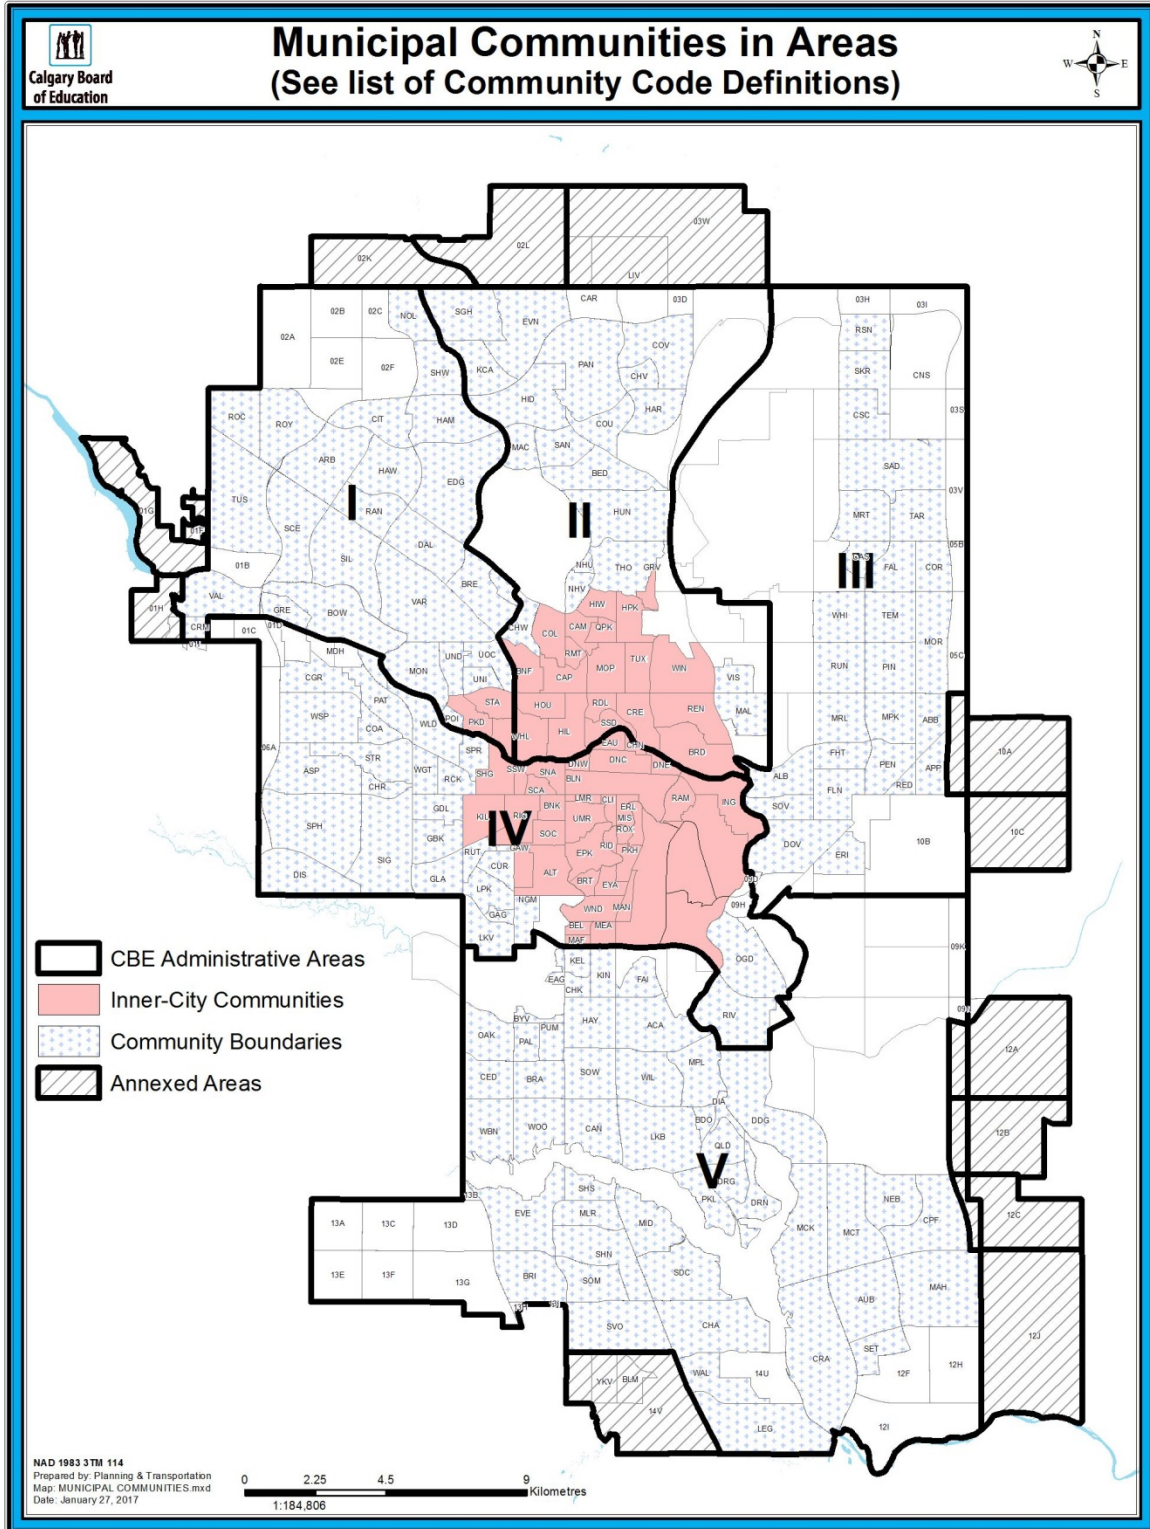 Calgary Board
of Education
Municipal Communities in Areas
(See list of Community Code Definitions)
N
W E
S
03W
02L
02K
LIV
02B 02C NOL SGH EVN CAR 03D 03H 03I
02A
RSN
02E 02F SHW KCA PAN COV
SKR CNS
CHV
HID HAR 03S
ROC ROY CIT HAM COU CSC
MAC SAN
ARB HAW BED SAD
EDG
TUS RAN HUN 03V
I II
01G 01F SCE DAL MRT TAR
SIL 05B
01B NHU THO GRV III FAL COR
BRE NHV
01H VAL GRE BOW VAR HIW HPK
CRM 01D CHW COL CAM QPK WHI TEM
01C MOR
MDH UND UOC RMT TUX
CGR MON BNF MOP WIN RUN PIN 05C
UNI CAP VIS
PAT STA HOU RDL CRE REN MAL
WSP POI MRL MPK ABB
COA WLD PKD WHL HIL SSD
06A STR SPR EAU CHN BRD FHT 10A
ASP WGT SSW DNW DNC DNE PEN APP
CHR RCK SHG SNA BLN ALB RED
SCA LMR CLI RAM ING FLN 10C
SPH GDL KIL BNK ERL SOV
IV UMR MIS
GBK SOC ROX 10B
SIG RUT EPK RID PKH DOV ERI
DIS CUR ALT
GLA LPK BRT EYA 09D
NGM WND MAN 09H
GAG BEL MEA
LKV MAF 09K
KEL OGD
EAG KIN FAI
CHK
BYV RIV
OAK PUM HAY ACA
PAL 12A
CED BRA SOW WIL MPL
DIA
BDO DDG
WBN WOO CAN LKB 12B
QLD
V
DRG
13B SHS PKL DRN NEB
EVE MLR CPF 12C
13A 13C 13D MID MCK MCT
SHN
13E 13F 13G BRI SOM SDC MAH
AUB
13H
SVO CHA 12J
SET
CRA 12H
YKV BLM WAL 14U 12F
14V
LEG 12I
CBE Administrative Areas
Inner-City Communities
Community Boundaries
Annexed Areas
NAD 1983 3TM 114
Prepared by: Planning & Transportation
Map: MUNICIPAL COMMUNITIES.mxd
Date: January 27, 2017
0 2.25 4.5 9
Kilometres
1:184,806